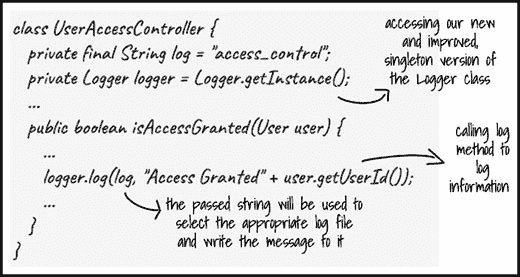 class UserAccessController {
private final String log = "access_control";
private Logger logger = Logger.getInstance();
...
public boolean isAccessGranted(User user) {
...
logger.log(log, "Access Granted" + user.getUserId());
...
}
}
accessing our new
and improved,
singleton version
of the Logger class
calling log
method to
log
information
the passed string will be used to
select the appropriate log file
and write the message to it